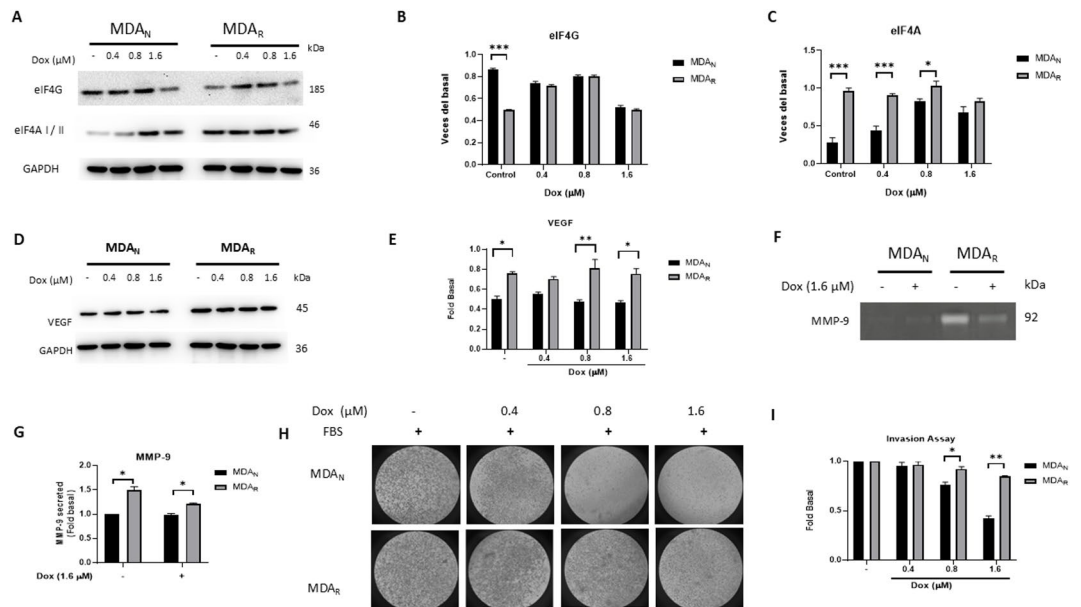 A
MDAN MDAR
kDa
Dox (μM) - 0.4 0.8 1.6 - 0.4 0.8 1.6
eIF4G 185
eIF4A I / II 46
GAPDH 36
B
eIF4G
***
Veces del basal
1.0
0.8
0.6
0.4
0.2
0.0
Control 0.4 0.8 1.6
Dox (μM)
MDAN
MDAR
C
eIF4A
*** *** *
Veces del basal
1.5
1.0
0.5
0.0
Control 0.4 0.8 1.6
Dox (μM)
MDAN
MDAR
D
MDAN MDAR
Dox (μM) - 0.4 0.8 1.6 - 0.4 0.8 1.6 kDa
VEGF 45
GAPDH 36
E
VEGF
* ** *
Fold Basal
1.0
0.8
0.6
0.4
0.2
0.0
- 0.4 0.8 1.6
Dox (μM)
MDAN
MDAR
F
MDAN MDAR
Dox (1.6 μM) - + - + kDa
MMP-9 92
G
MMP-9
* *
MMP-9 secreted
(Fold basal)
2.0
1.5
1.0
0.5
0.0
Dox (1.6 μM) - +
MDAN
MDAR
H
Dox (μM) - 0.4 0.8 1.6
FBS + + + +
MDAN
MDAR
I
Invasion Assay
* **
Fold Basal
1.0
0.5
0.0
- 0.4 0.8 1.6
Dox (μM)
MDAN
MDAR